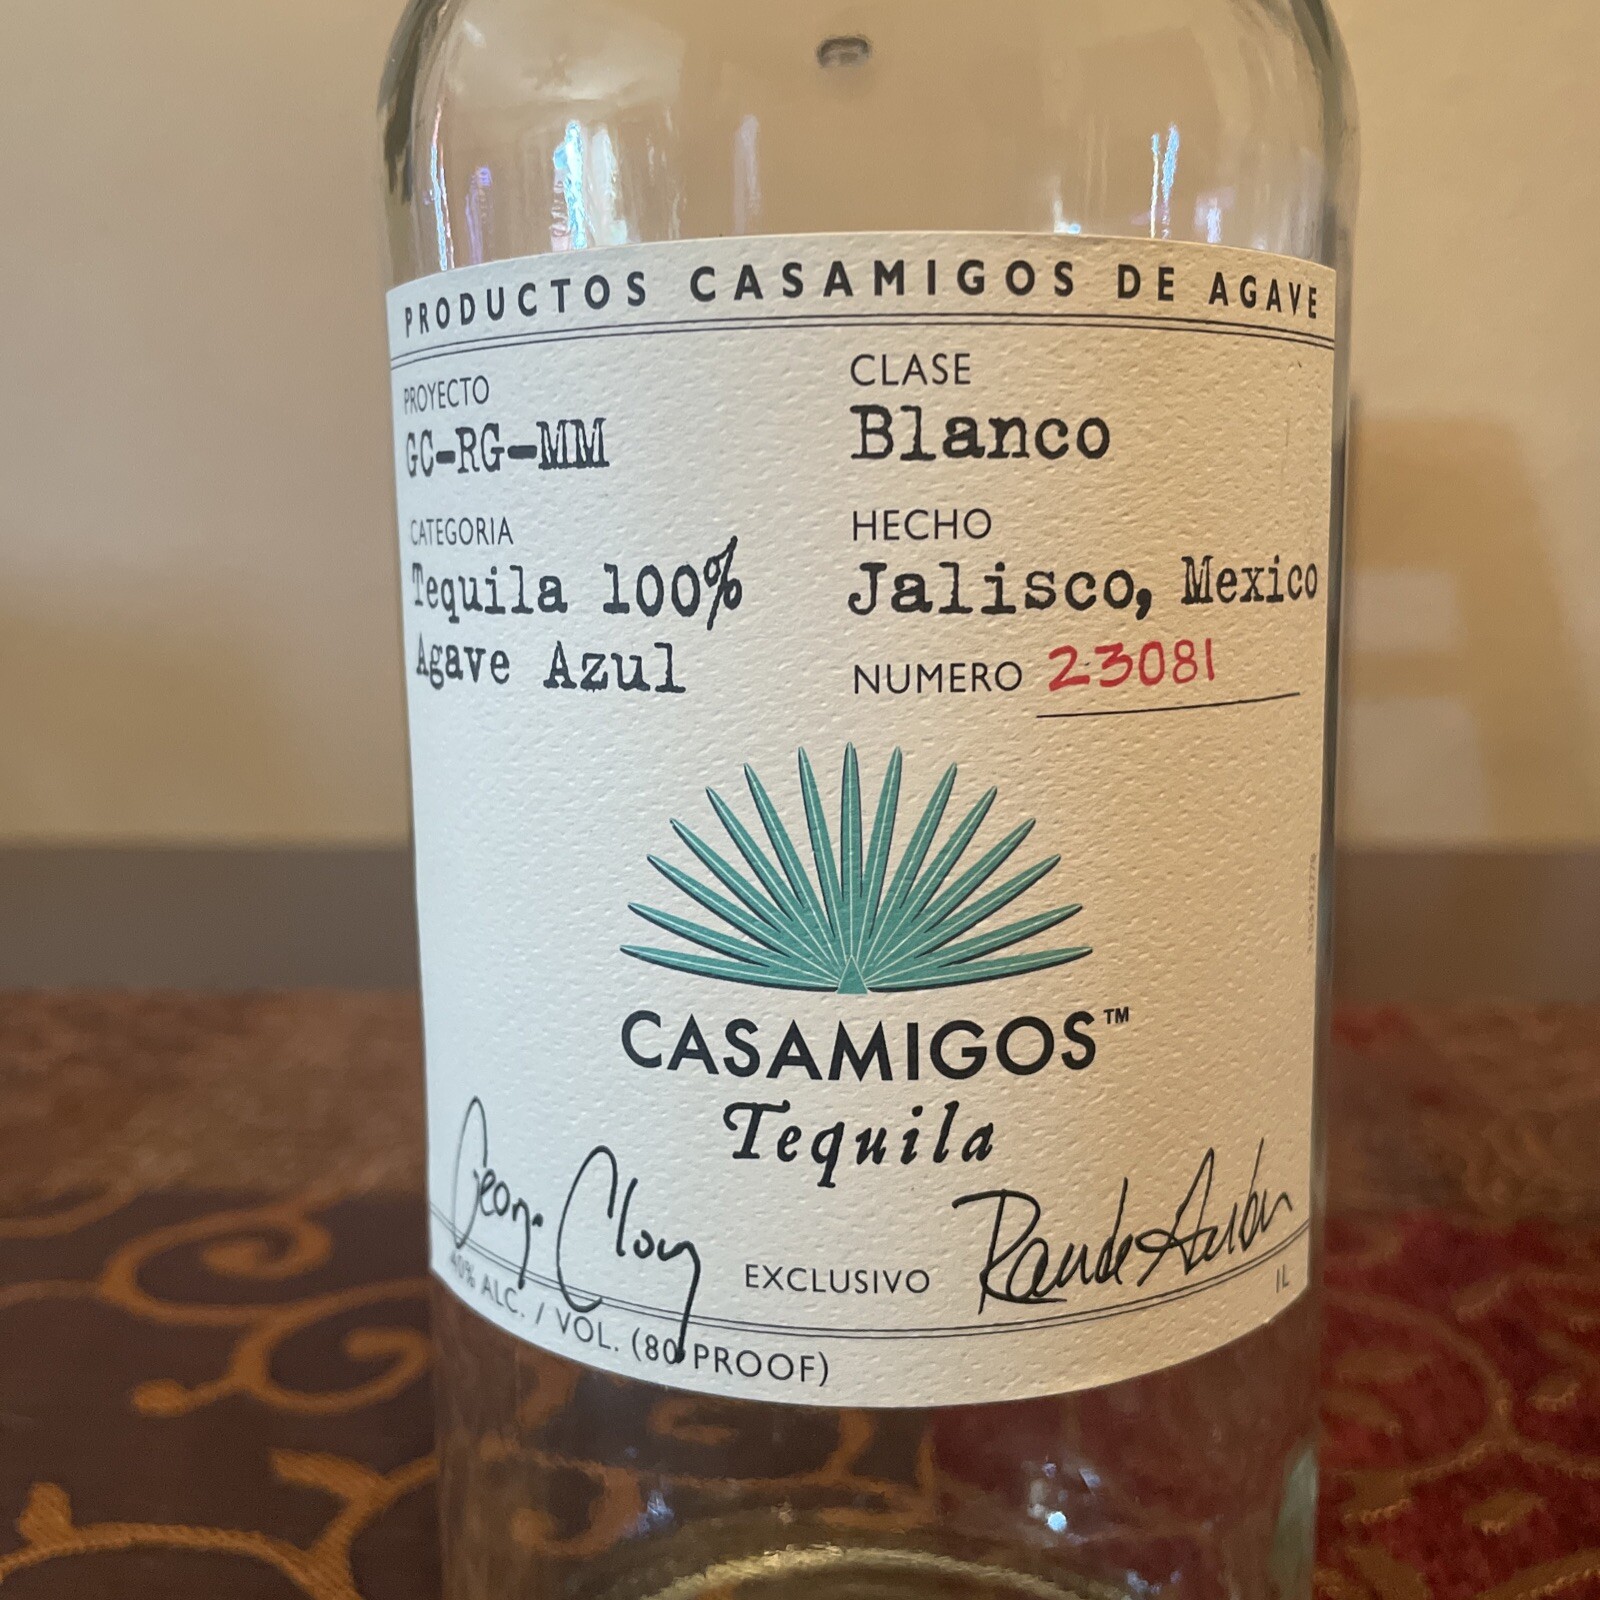 PRODUCTOS CASAMIGOS DE AGAVE
PROYECTO
GC-RG-MM
CLASE
Blanco
CATEGORIA
Tequila 100%
Agave Azul
HECHO
Jalisco, Mexico
NUMERO 23081
CASAMIGOS™
Tequila
EXCLUSIVO
1L
40% ALC. / VOL. (80 PROOF)